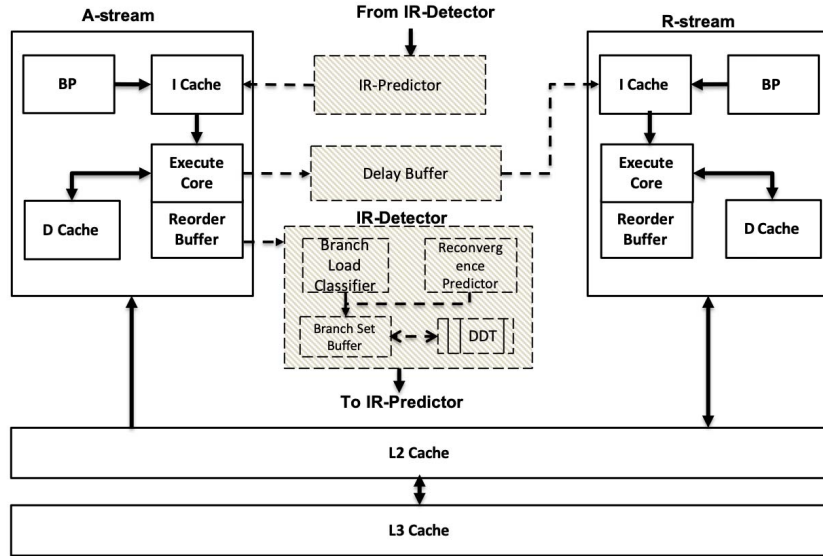 From IR-Detector
A-stream
R-stream
BP
I Cache
IR-Predictor
I Cache
BP
Execute
Core
Delay Buffer
Execute
Core
D Cache
Reorder
Buffer
IR-Detector
Branch
Load
Classifier
Reconverg
ence
Predictor
Reorder
Buffer
D Cache
Branch Set
Buffer
DDT
To IR-Predictor
L2 Cache
L3 Cache